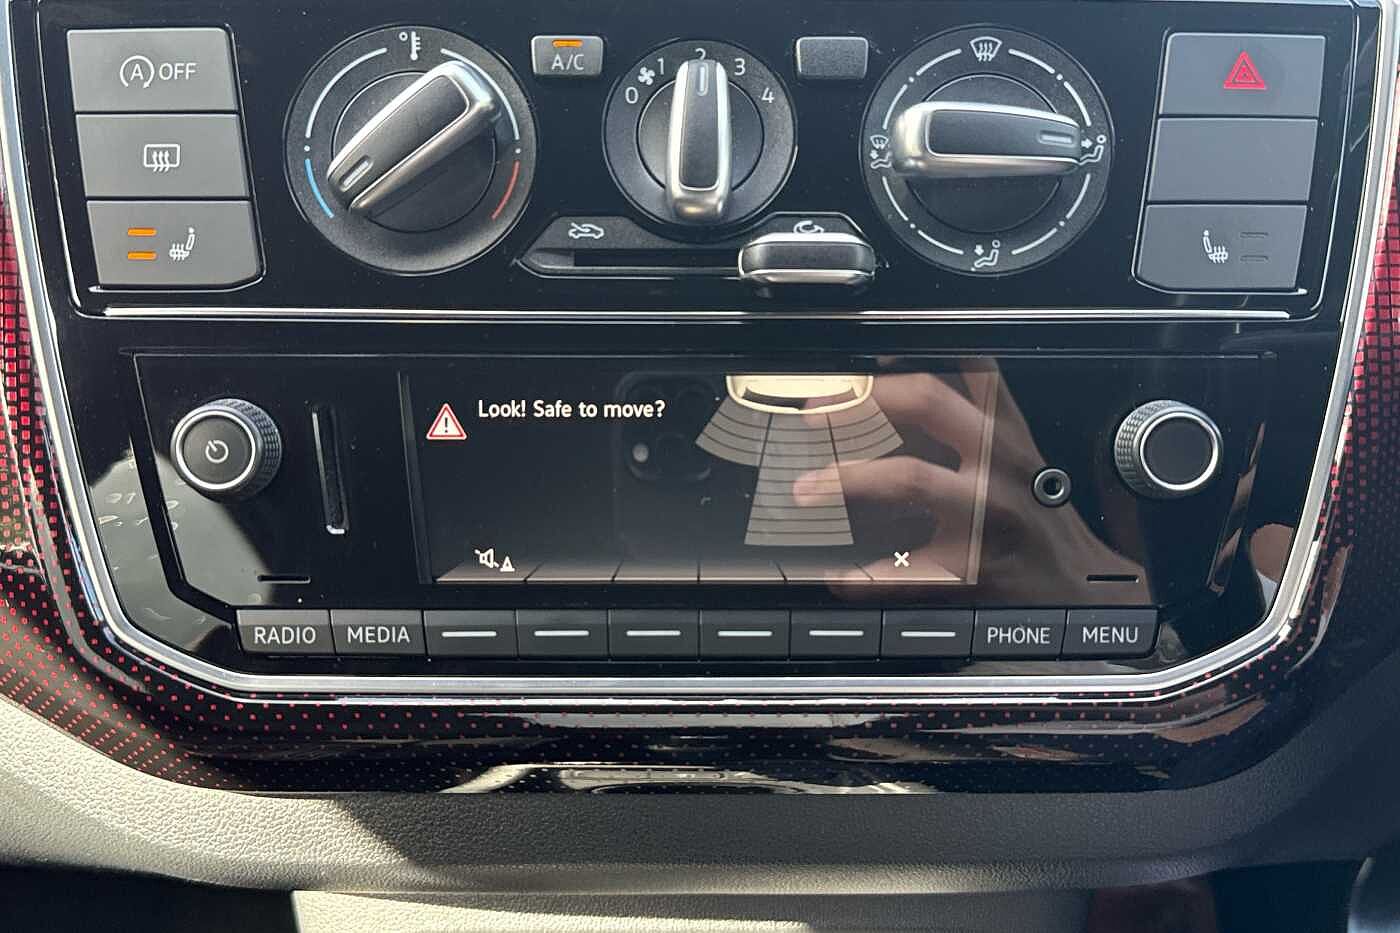 A OFF
A/C
0 1 2 3 4
Look! Safe to move?
RADIO MEDIA PHONE MENU